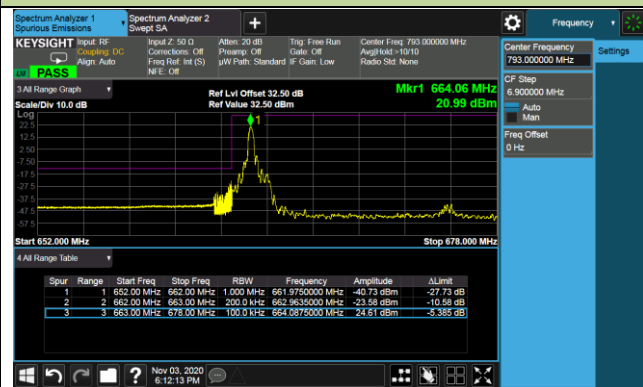 Spectrum Analyzer 1
Spurious Emissions
Spectrum Analyzer 2
Swept SA
Frequency
KEYSIGHT
Input: RF
Coupling: DC
Align: Auto
Input Z: 50 Ω
Corrections: Off
Freq Ref: Int (S)
NFE: Off
Atten: 20 dB
Preamp: Off
µW Path: Standard
Trig: Free Run
Gate: Off
IF Gain: Low
Center Freq: 793.000000 MHz
Avg|Hold:>10/10
Radio Std: None
LM PASS
Center Frequency
793.000000 MHz
Settings
CF Step
6.900000 MHz
Auto
Man
Freq Offset
0 Hz
3 All Range Graph
Scale/Div 10.0 dB
Ref Lvl Offset 32.50 dB
Ref Value 32.50 dBm
Mkr1 664.06 MHz
20.99 dBm
Log
22.5
12.5
2.50
-7.50
-17.5
-27.5
-37.5
-47.5
-57.5
1
Start 652.000 MHz
Stop 678.000 MHz
4 All Range Table
Spur Range Start Freq Stop Freq RBW Frequency Amplitude ΔLimit
1 1 652.00 MHz 662.00 MHz 1.000 MHz 661.9750000 MHz -40.73 dBm -27.73 dB
2 2 662.00 MHz 663.00 MHz 200.0 kHz 662.9635000 MHz -23.58 dBm -10.58 dB
3 3 663.00 MHz 678.00 MHz 100.0 kHz 664.0875000 MHz 24.61 dBm -5.385 dB
?
Nov 03, 2020
6:12:13 PM